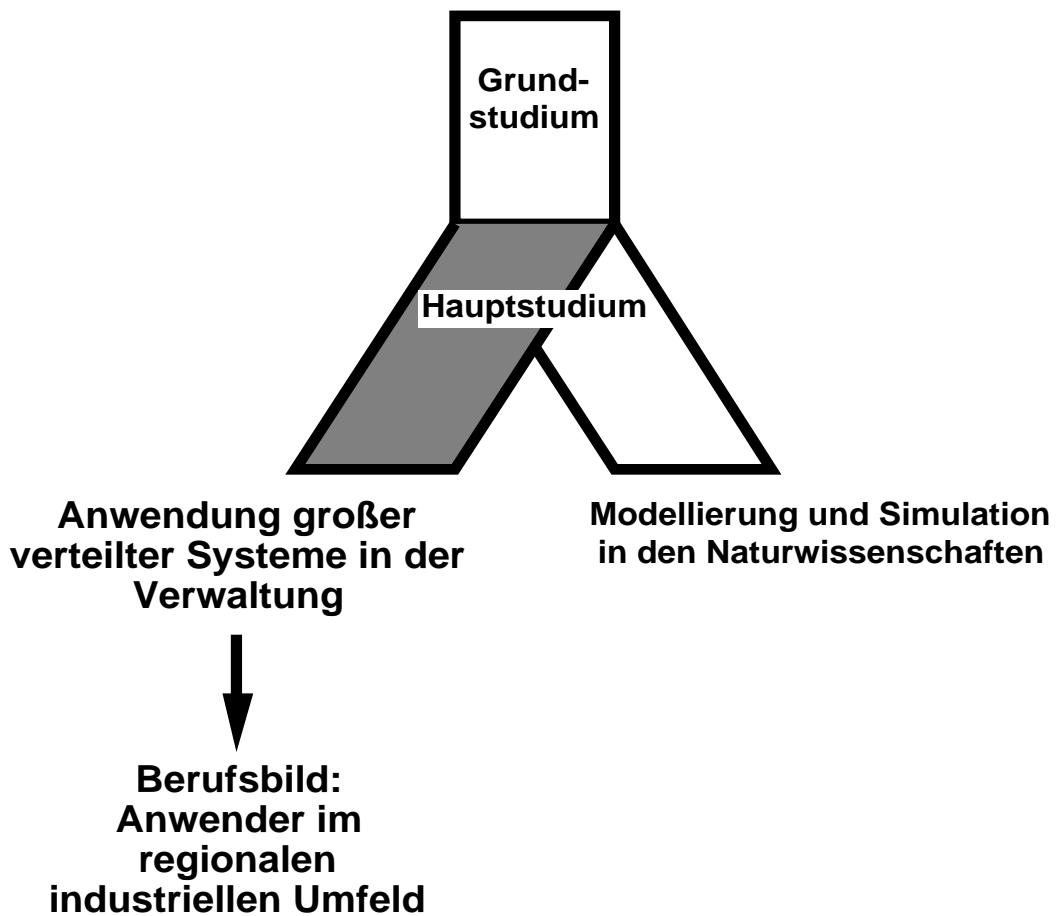 Grund-
studium
Hauptstudium
Anwendung großer
verteilter Systeme in der
Verwaltung
Modellierung und Simulation
in den Naturwissenschaften
Berufsbild:
Anwender im
regionalen
industriellen Umfeld